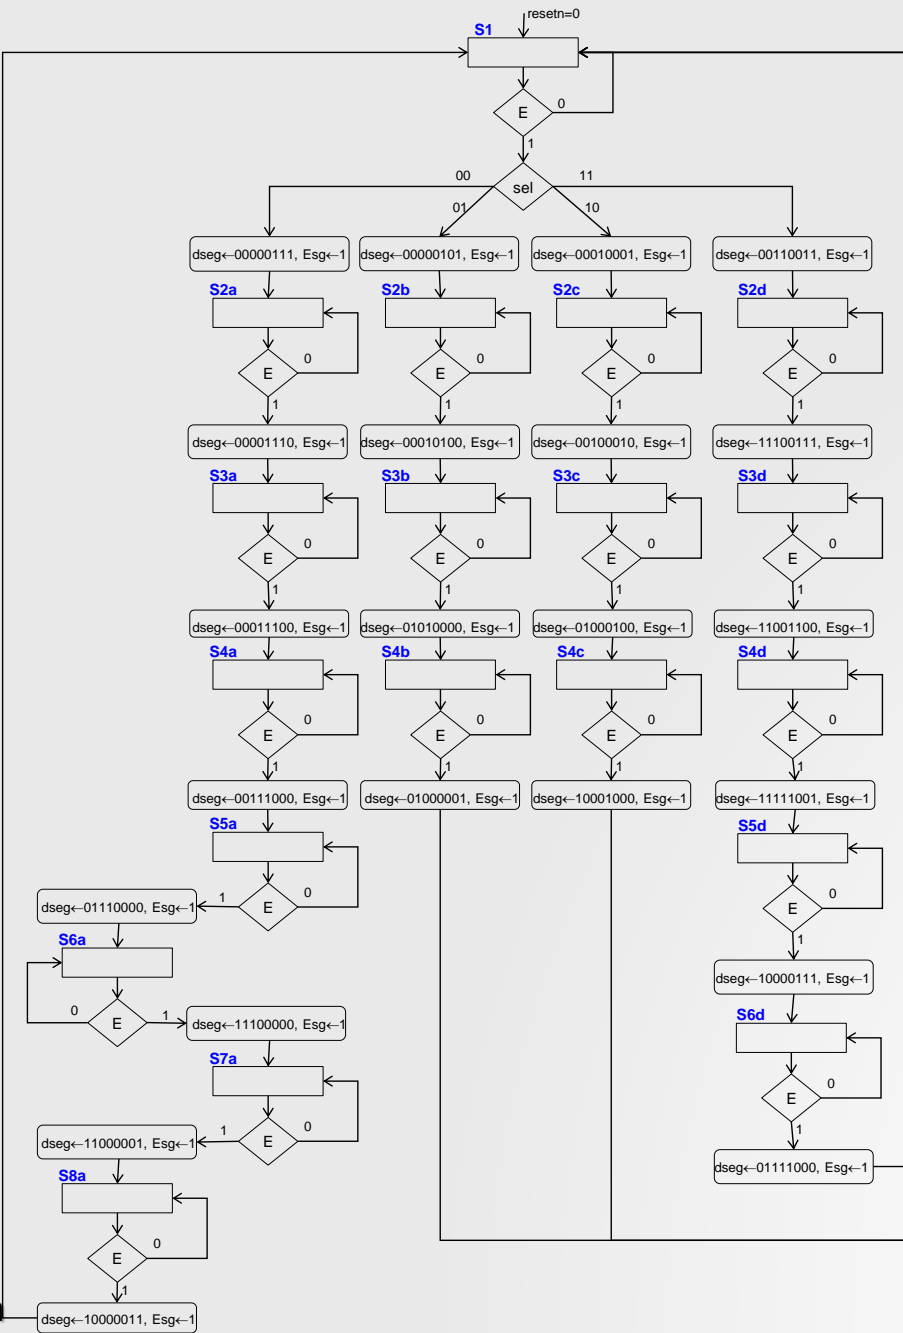 resetn=0
S1
E
0
1
00
sel
11
01
10
dseg←00000111, Esg←1
dseg←00000101, Esg←1
dseg←00010001, Esg←1
dseg←00110011, Esg←1
S2a
S2b
S2c
S2d
E
0
E
0
E
0
E
0
1
1
1
1
dseg←00001110, Esg←1
dseg←00010100, Esg←1
dseg←00100010, Esg←1
dseg←11100111, Esg←1
S3a
S3b
S3c
S3d
E
0
E
0
E
0
E
0
1
1
1
1
dseg←00011100, Esg←1
dseg←01010000, Esg←1
dseg←01000100, Esg←1
dseg←11001100, Esg←1
S4a
S4b
S4c
S4d
E
0
E
0
E
0
E
0
1
1
1
1
dseg←00111000, Esg←1
dseg←01000001, Esg←1
dseg←10001000, Esg←1
dseg←11111001, Esg←1
S5a
S5d
dseg←01110000, Esg←1
1
E
0
E
0
1
S6a
dseg←10000111, Esg←1
0
E
1
dseg←11100000, Esg←1
S6d
S7a
E
0
1
dseg←11000001, Esg←1
1
E
0
dseg←01111000, Esg←1
S8a
E
0
1
dseg←10000011, Esg←1